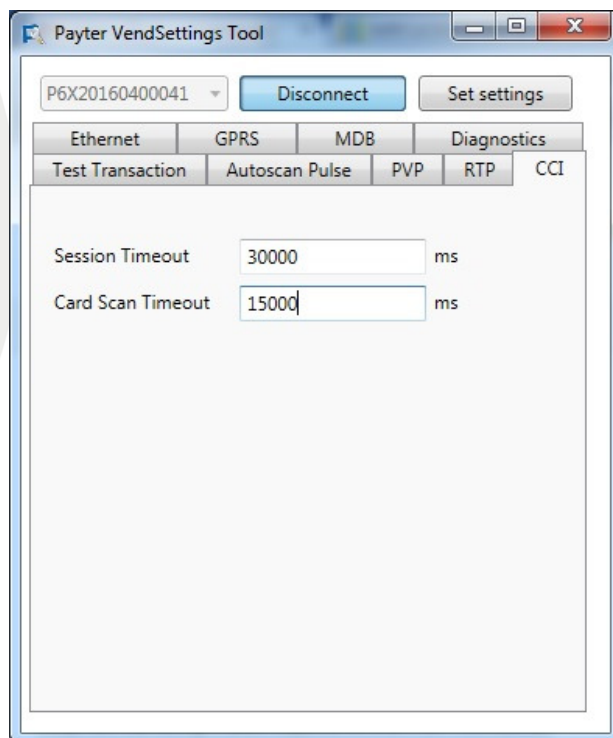 Payter VendSettings Tool
P6X20160400041 Disconnect Set settings
Ethernet GPRS MDB Diagnostics
Test Transaction Autoscan Pulse PVP RTP CCI
Session Timeout 30000 ms
Card Scan Timeout 15000 ms